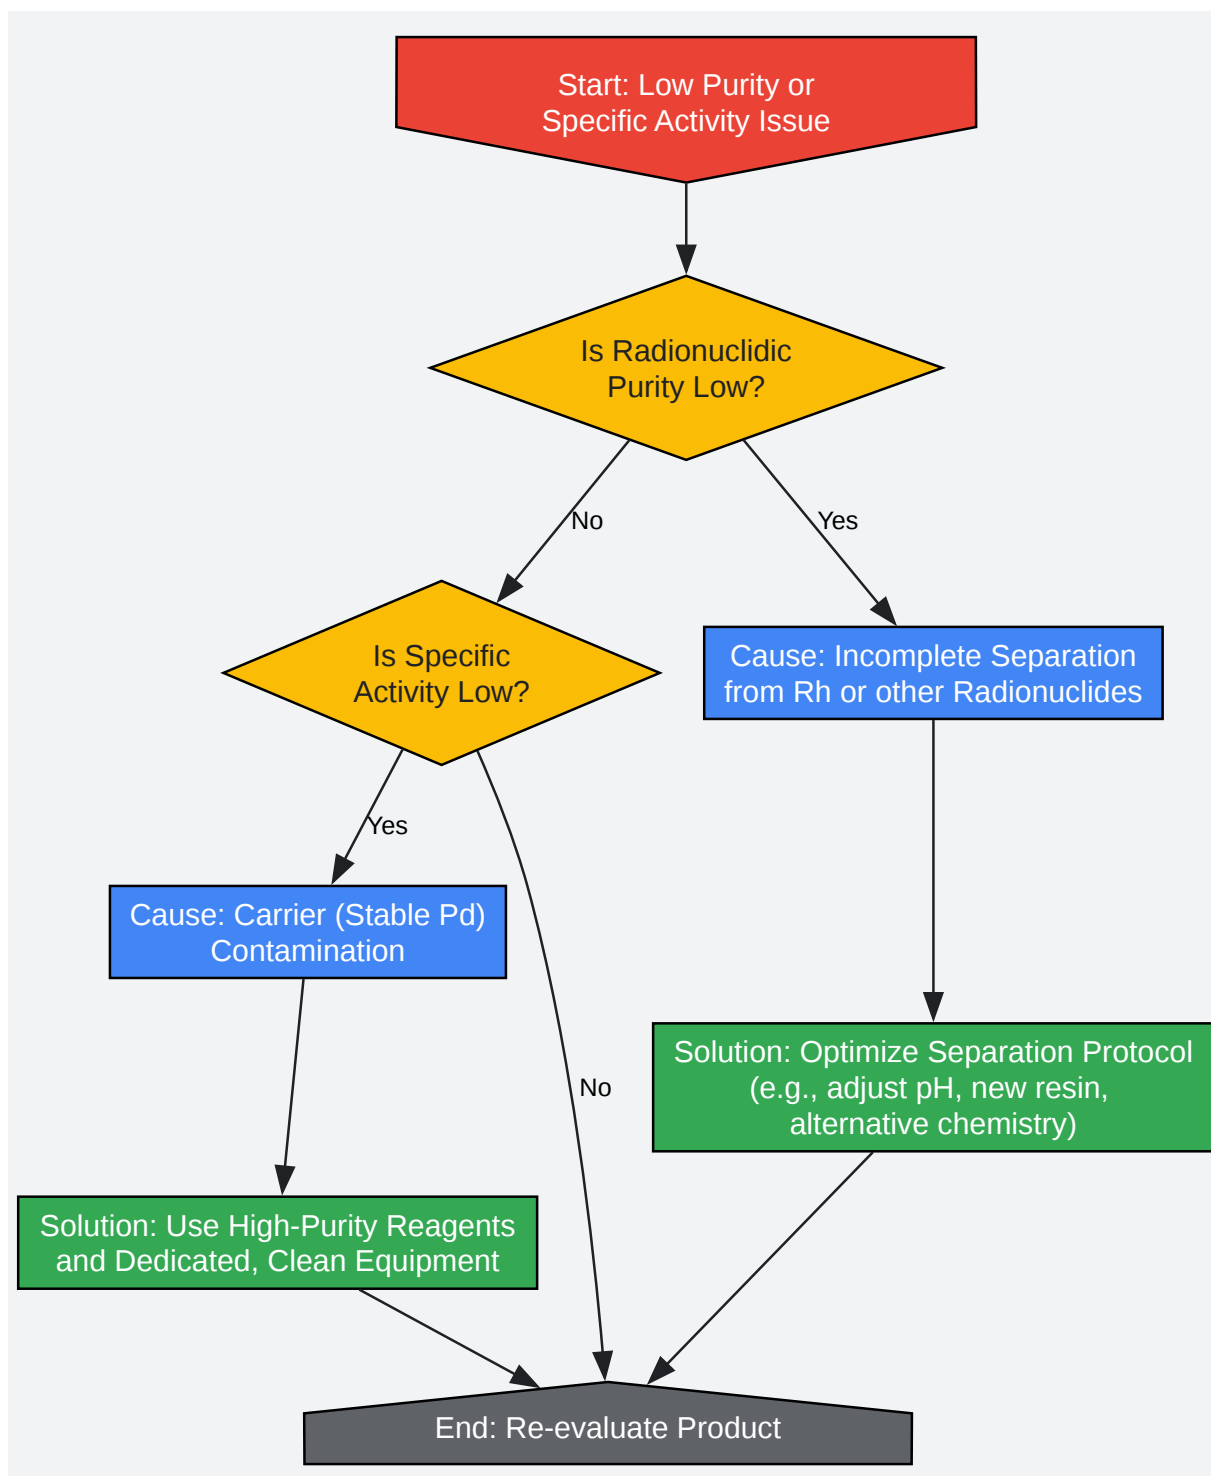 Start: Low Purity or
Specific Activity Issue
Is Radionuclidic
Purity Low?
No
Yes
Is Specific
Activity Low?
Cause: Incomplete Separation
from Rh or other Radionuclides
Yes
Cause: Carrier (Stable Pd)
Contamination
No
Solution: Optimize Separation Protocol
(e.g., adjust pH, new resin,
alternative chemistry)
Solution: Use High-Purity Reagents
and Dedicated, Clean Equipment
End: Re-evaluate Product